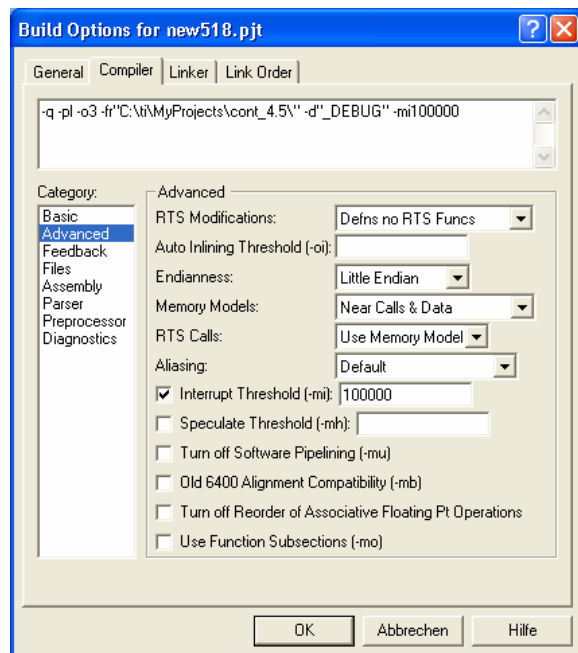 Build Options for new518.pjt
General Compiler Linker Link Order
-q -pl -o3 -fr"C:\ti\MyProjects\cont_4.5\" -d"_DEBUG" -mi100000
Category:
Basic
Advanced
Feedback
Files
Assembly
Parser
Preprocessor
Diagnostics
Advanced
RTS Modifications: Defns no RTS Funcs
Auto Inlining Threshold (-oi):
Endianness: Little Endian
Memory Models: Near Calls & Data
RTS Calls: Use Memory Model
Aliasing: Default
Interrupt Threshold (-mi): 100000
Speculate Threshold (-mh):
Turn off Software Pipelining (-mu)
Old 6400 Alignment Compatibility (-mb)
Turn off Reorder of Associative Floating Pt Operations
Use Function Subsections (-mo)
OK Abbrechen Hilfe